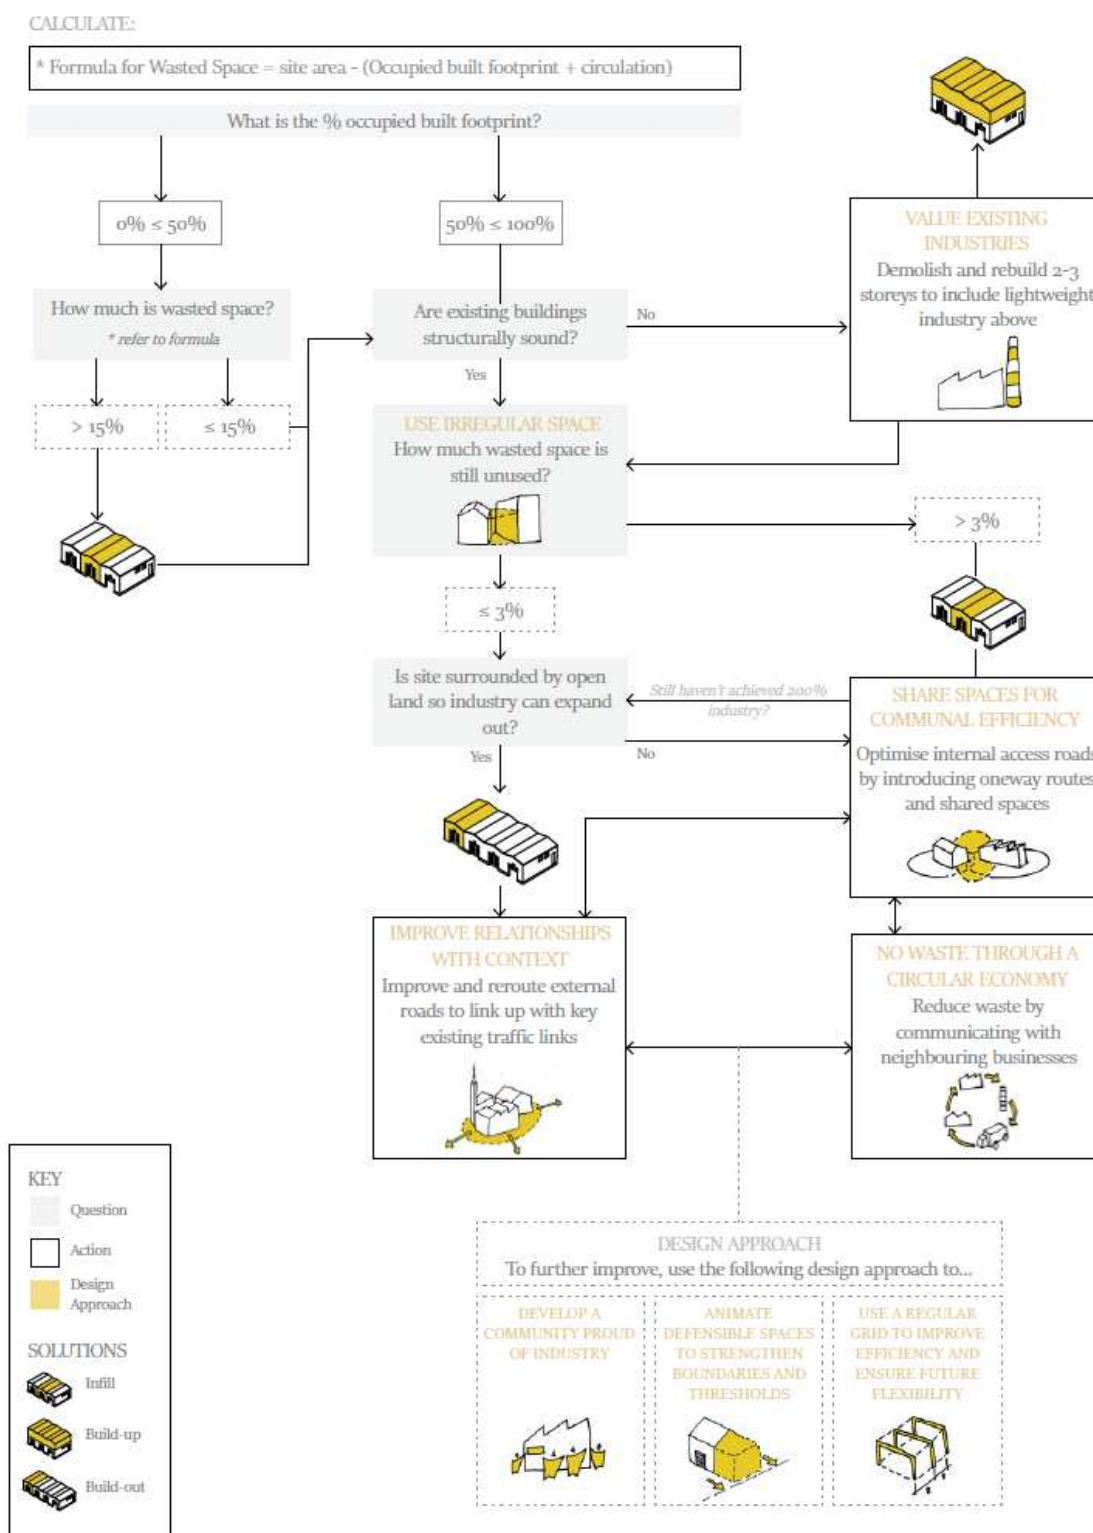 CALCULATE:
* Formula for Wasted Space = site area - (Occupied built footprint + circulation)
What is the % occupied built footprint?
0% ≤ 50%
50% ≤ 100%
How much is wasted space?
* refer to formula
> 15%
≤ 15%
Are existing buildings
structurally sound?
No
Yes
VALUE EXISTING
INDUSTRIES
Demolish and rebuild 2-3
storeys to include lightweight
industry above
USE IRREGULAR SPACE
How much wasted space is
still unused?
> 3%
≤ 3%
Is site surrounded by open
land so industry can expand
out?
Still haven't achieved 200%
industry?
Yes
No
SHARE SPACES FOR
COMMUNAL EFFICIENCY
Optimise internal access roads
by introducing oneway routes
and shared spaces
IMPROVE RELATIONSHIPS
WITH CONTEXT
Improve and reroute external
roads to link up with key
existing traffic links
NO WASTE THROUGH A
CIRCULAR ECONOMY
Reduce waste by
communicating with
neighbouring businesses
KEY
Question
Action
Design
Approach
SOLUTIONS
Infill
Build-up
Build-out
DESIGN APPROACH
To further improve, use the following design approach to...
DEVELOP A
COMMUNITY PROUD
OF INDUSTRY
ANIMATE
DEFENSIBLE SPACES
TO STRENGTHEN
BOUNDARIES AND
THRESHOLDS
USE A REGULAR
GRID TO IMPROVE
EFFICIENCY AND
ENSURE FUTURE
FLEXIBILITY